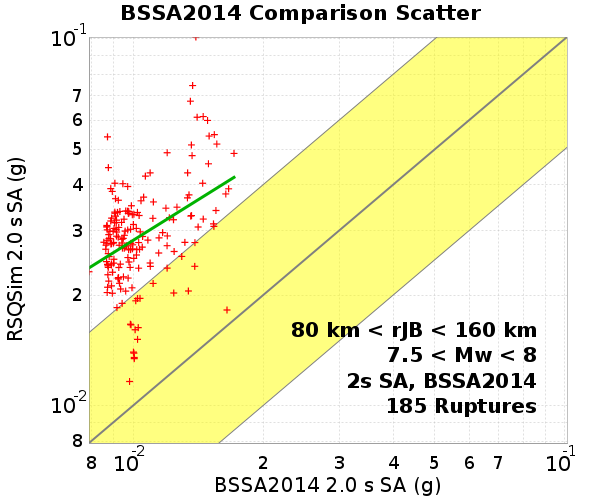 BSSA2014 Comparison Scatter
10⁻¹
7
6
5
4
3
2
10⁻²
8
RSQSim 2.0 s SA (g)
80 km < rJB < 160 km
7.5 < Mw < 8
2s SA, BSSA2014
185 Ruptures
8 10⁻² 2 3 4 5 6 7 10⁻¹
BSSA2014 2.0 s SA (g)